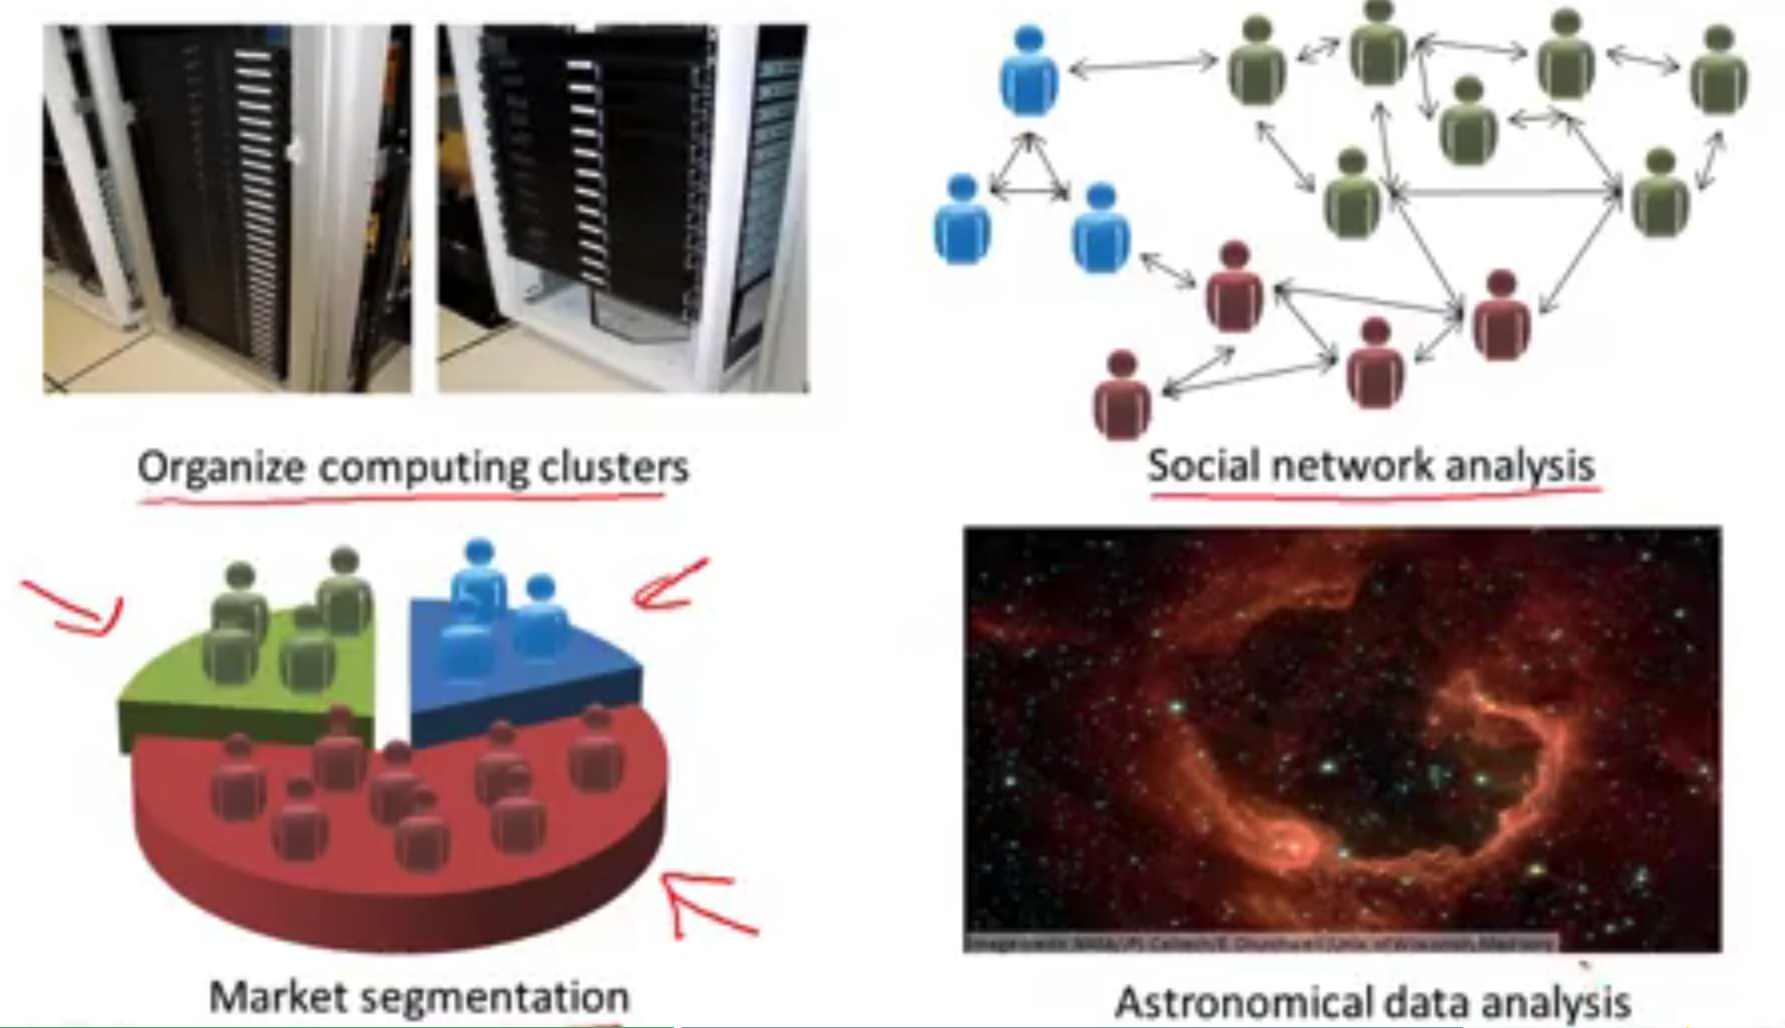 Organize computing clusters
Social network analysis
Market segmentation
Astronomical data analysis